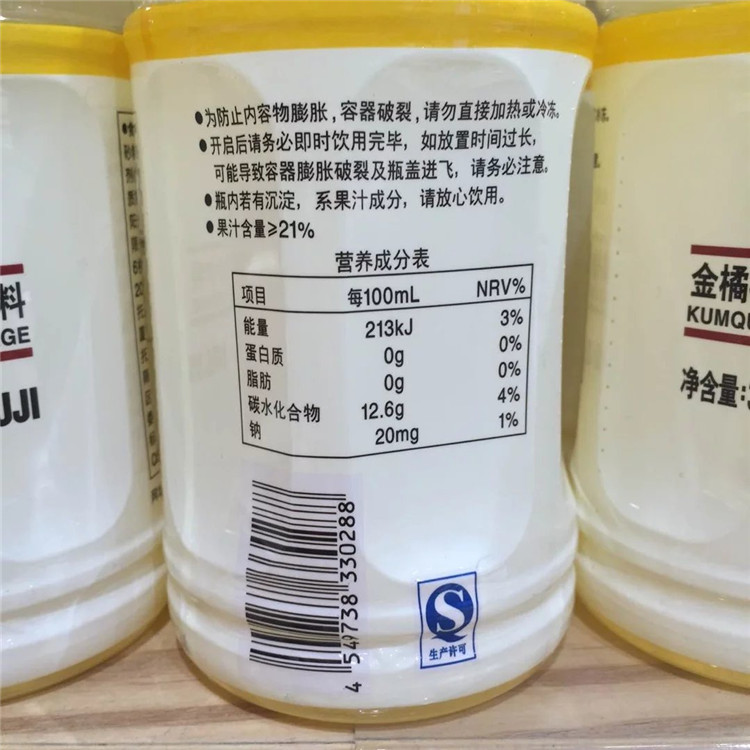 ●为防止内容物膨胀，容器破裂，请勿直接加热或冷冻。
●开启后请务必即时饮用完毕，如放置时间过长，
可能导致容器膨胀破裂及瓶盖迸飞，请务必注意。
●瓶内若有沉淀，系果汁成分，请放心饮用。
●果汁含量≥21%
营养成分表
项目 每100mL NRV%
能量 213kJ 3%
蛋白质 0g 0%
脂肪 0g 0%
碳水化合物 12.6g 4%
钠 20mg 1%
4 54738 330288
生产许可
料
GE
JJI
金橘
KUMQU
净含量: